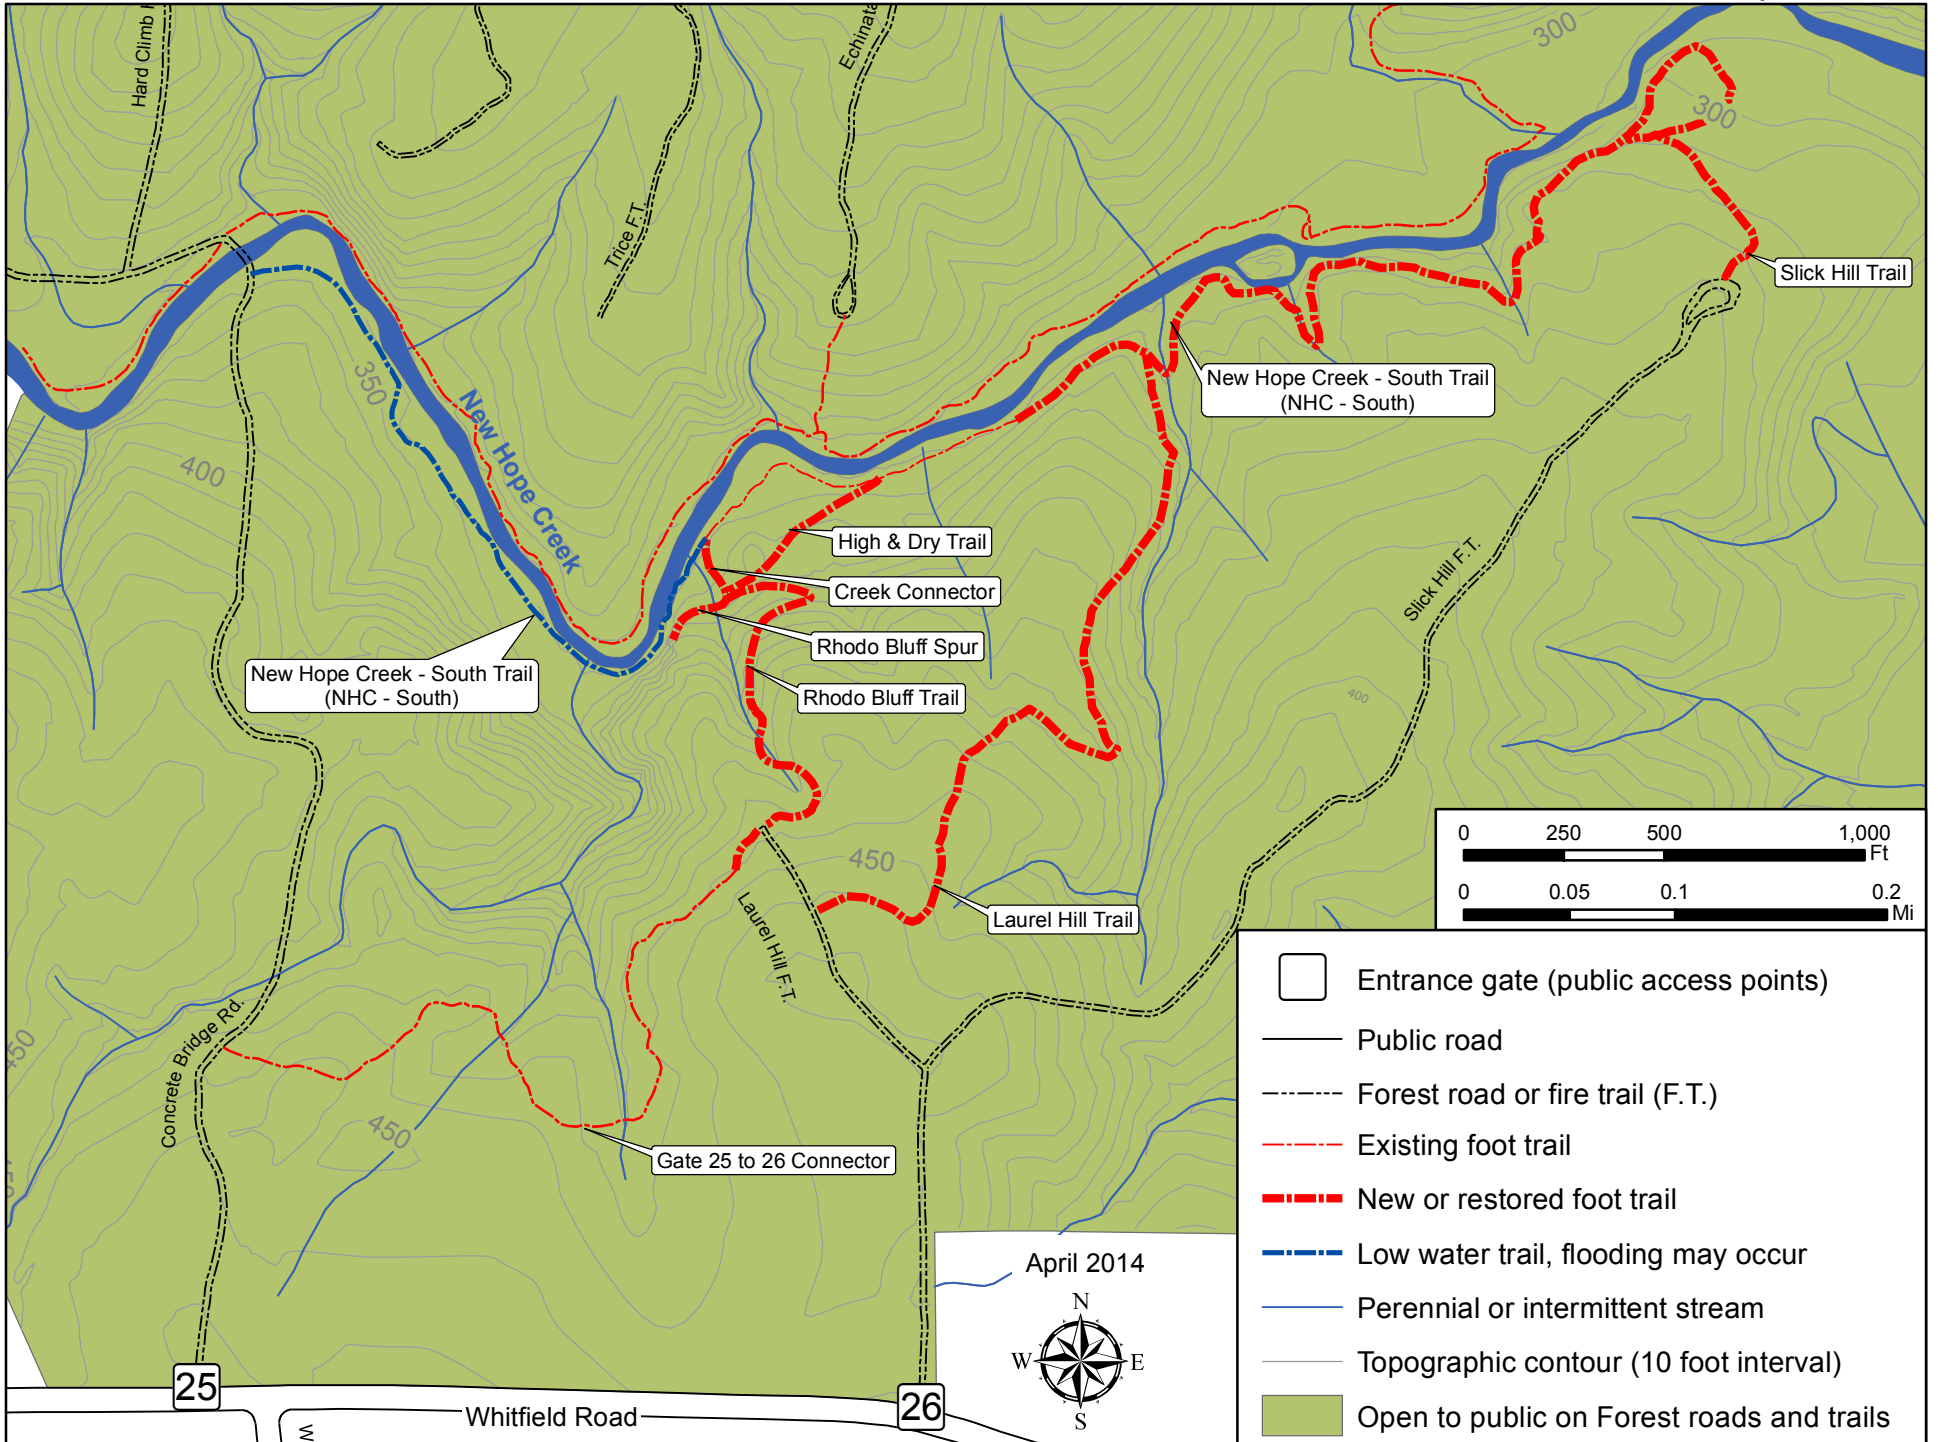 Hard Climb
Echinata
300
300
Trice F.T.
Slick Hill Trail
350
New Hope Creek
New Hope Creek - South Trail
(NHC - South)
400
High & Dry Trail
Creek Connector
Slick Hill F.T.
Rhodo Bluff Spur
New Hope Creek - South Trail
(NHC - South)
Rhodo Bluff Trail
400
450
Laurel Hill Trail
Laurel Hill F.T.
Concrete Bridge Rd.
450
450
Gate 25 to 26 Connector
0 250 500 1,000
Ft
0 0.05 0.1 0.2
Mi
Entrance gate (public access points)
Public road
Forest road or fire trail (F.T.)
Existing foot trail
New or restored foot trail
Low water trail, flooding may occur
Perennial or intermittent stream
Topographic contour (10 foot interval)
Open to public on Forest roads and trails
April 2014
N
W E
S
25
26
Whitfield Road
W